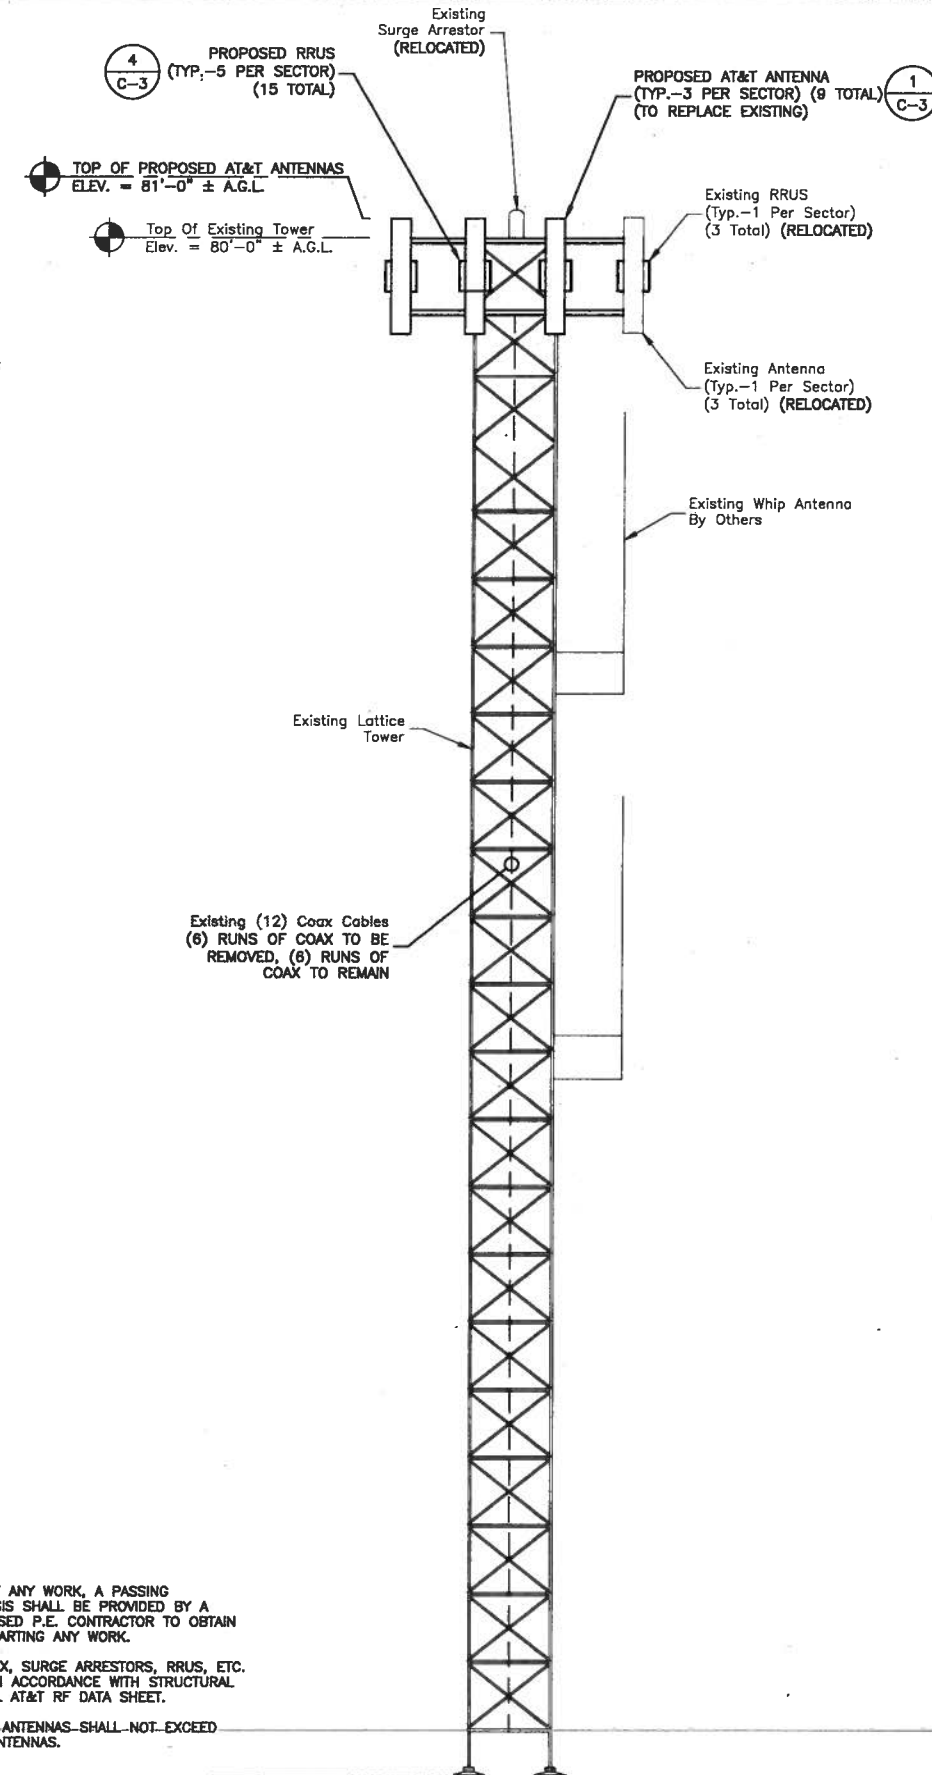 Existing
Surge Arrestor
(RELOCATED)
4
C-3
PROPOSED RRUS
(TYP.-5 PER SECTOR)
(15 TOTAL)
PROPOSED AT&T ANTENNA
(TYP.-3 PER SECTOR) (9 TOTAL)
(TO REPLACE EXISTING)
1
C-3
TOP OF PROPOSED AT&T ANTENNAS
ELEV. = 81'-0" ± A.G.L.
Top Of Existing Tower
Elev. = 80'-0" ± A.G.L.
Existing RRUS
(Typ.-1 Per Sector)
(3 Total) (RELOCATED)
Existing Antenna
(Typ.-1 Per Sector)
(3 Total) (RELOCATED)
Existing Whip Antenna
By Others
Existing Lattice
Tower
Existing (12) Coax Cables
(6) RUNS OF COAX TO BE
REMOVED, (6) RUNS OF
COAX TO REMAIN
ANY WORK, A PASSING
SIS SHALL BE PROVIDED BY A
SED P.E. CONTRACTOR TO OBTAIN
ARTING ANY WORK.
X, SURGE ARRESTORS, RRUS, ETC.
ACCORDANCE WITH STRUCTURAL
AT&T RF DATA SHEET.
ANTENNAS SHALL NOT EXCEED
NTENNAS.